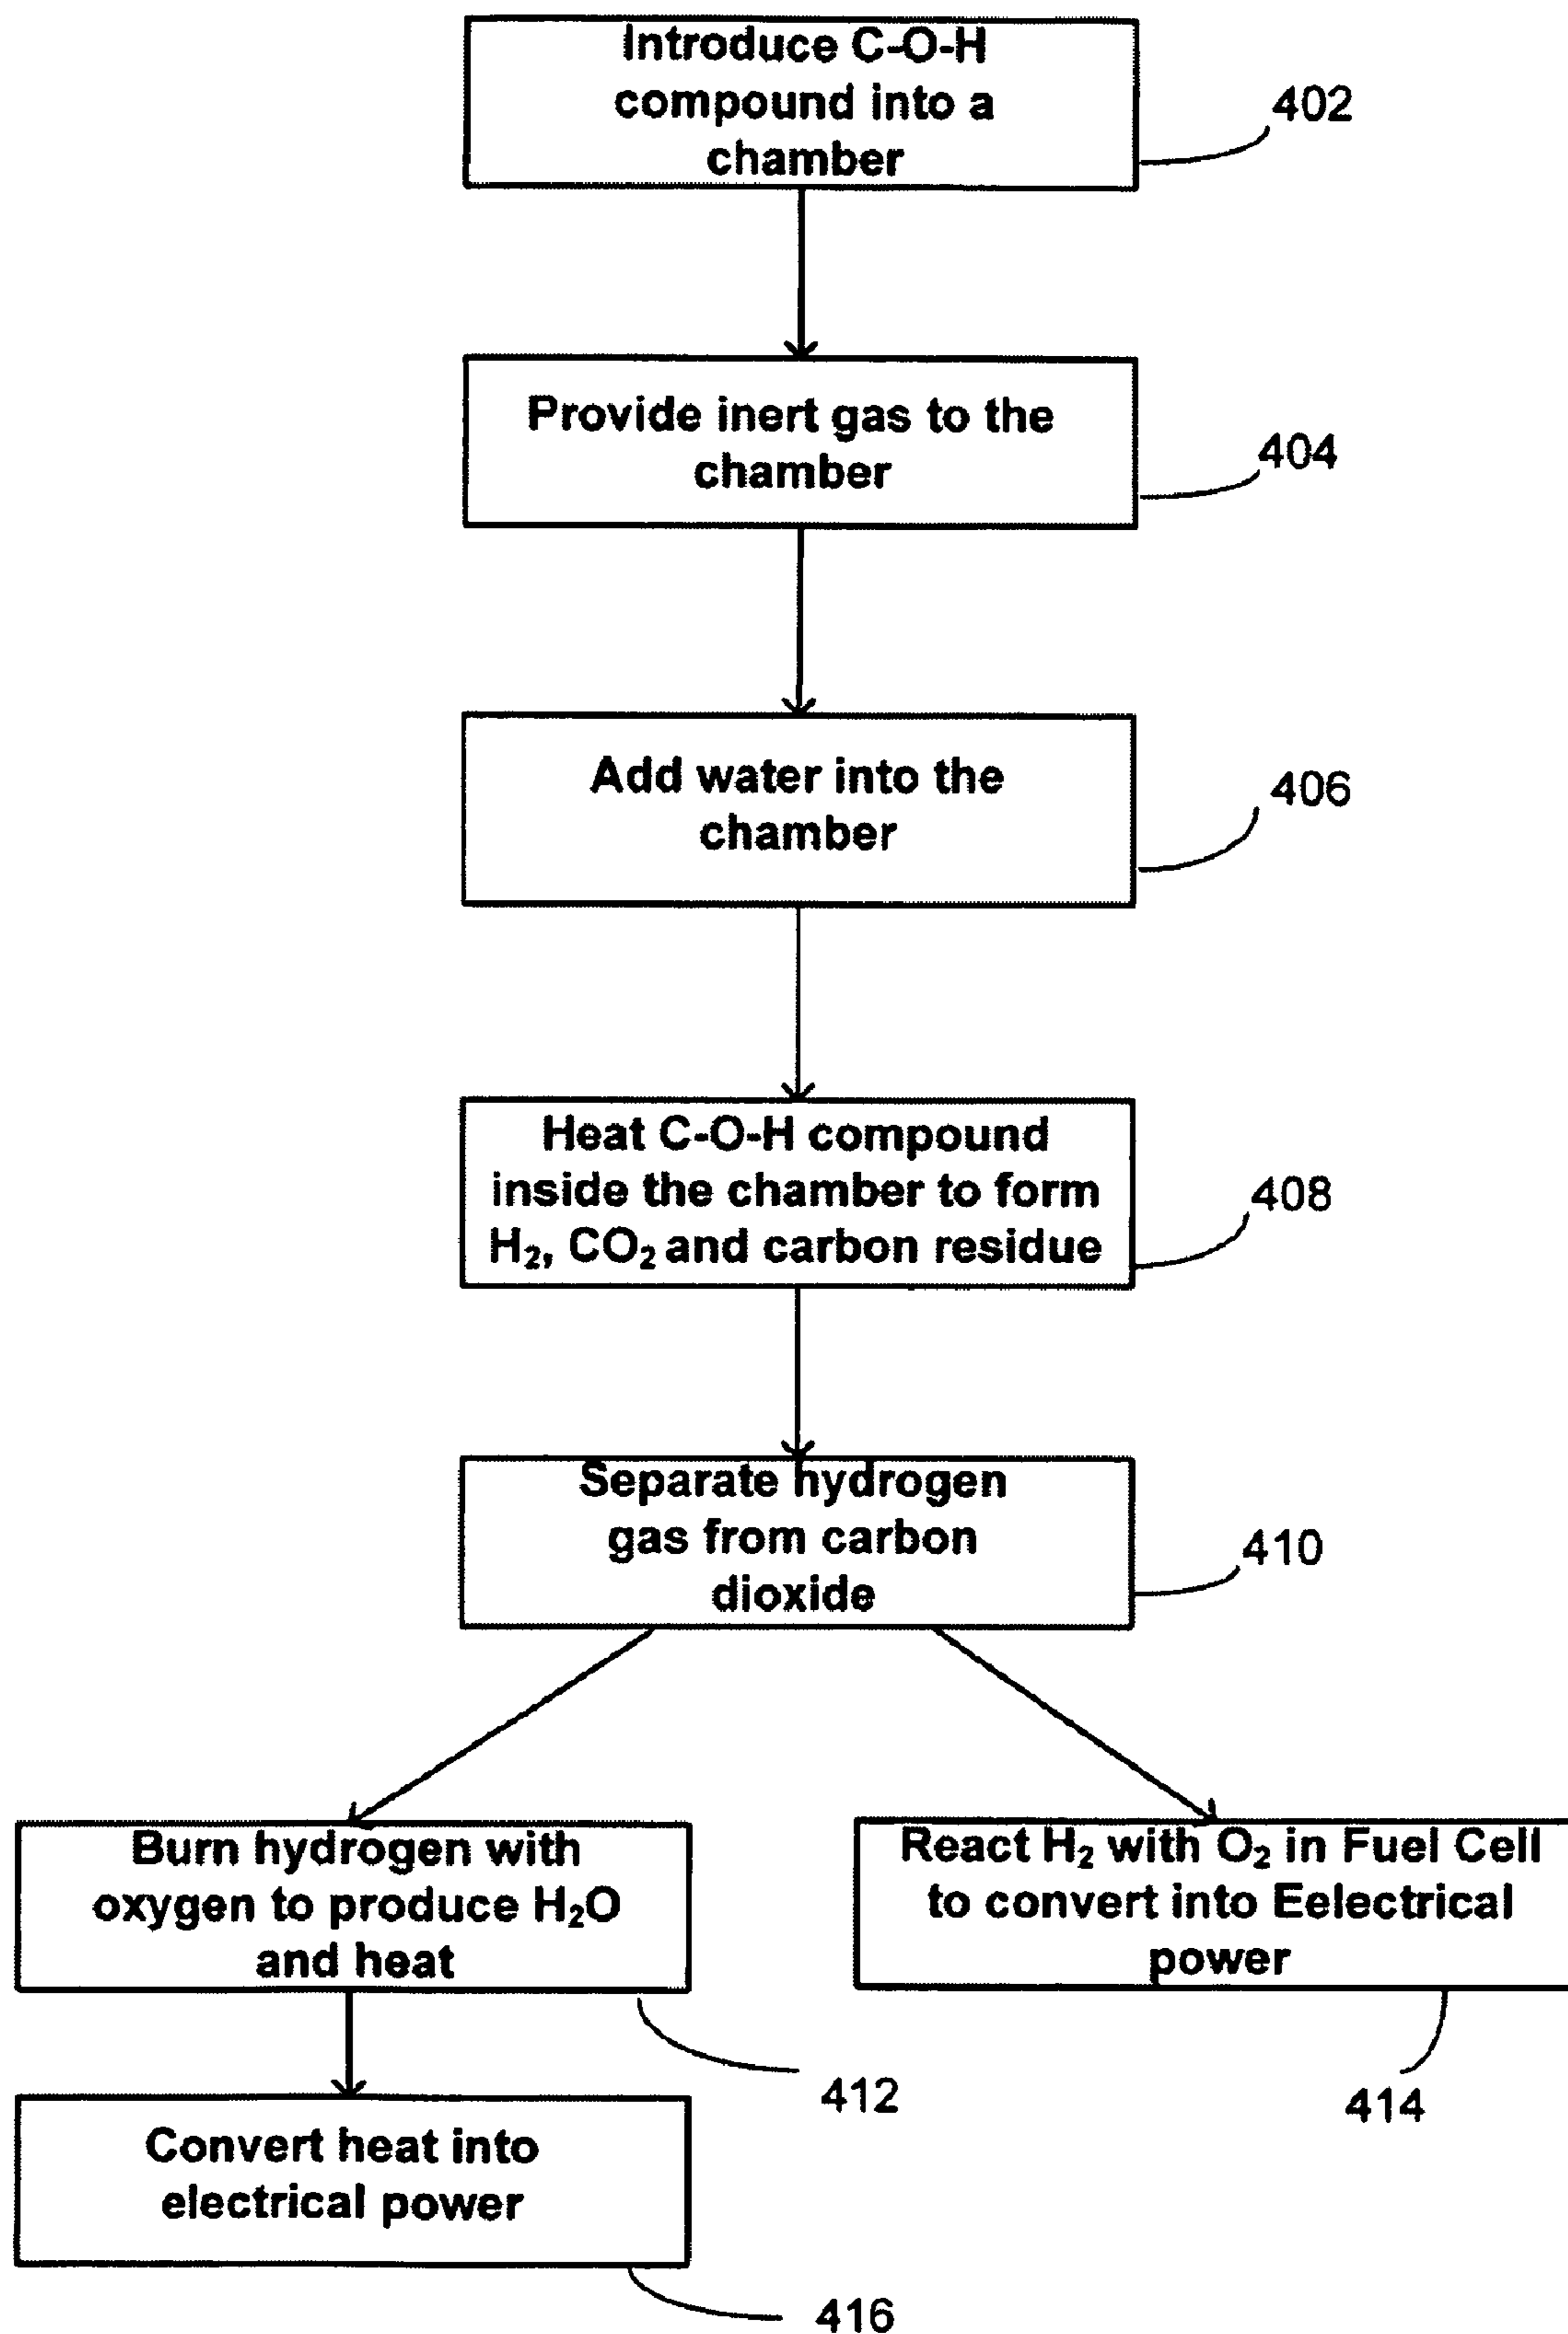 Introduce C-O-H
compound into a
chamber
402
Provide inert gas to the
chamber
404
Add water into the
chamber
406
Heat C-O-H compound
inside the chamber to form
H₂, CO₂ and carbon residue
408
Separate hydrogen
gas from carbon
dioxide
410
Burn hydrogen with
oxygen to produce H₂O
and heat
412
React H₂ with O₂ in Fuel Cell
to convert into Eelectrical
power
414
Convert heat into
electrical power
416